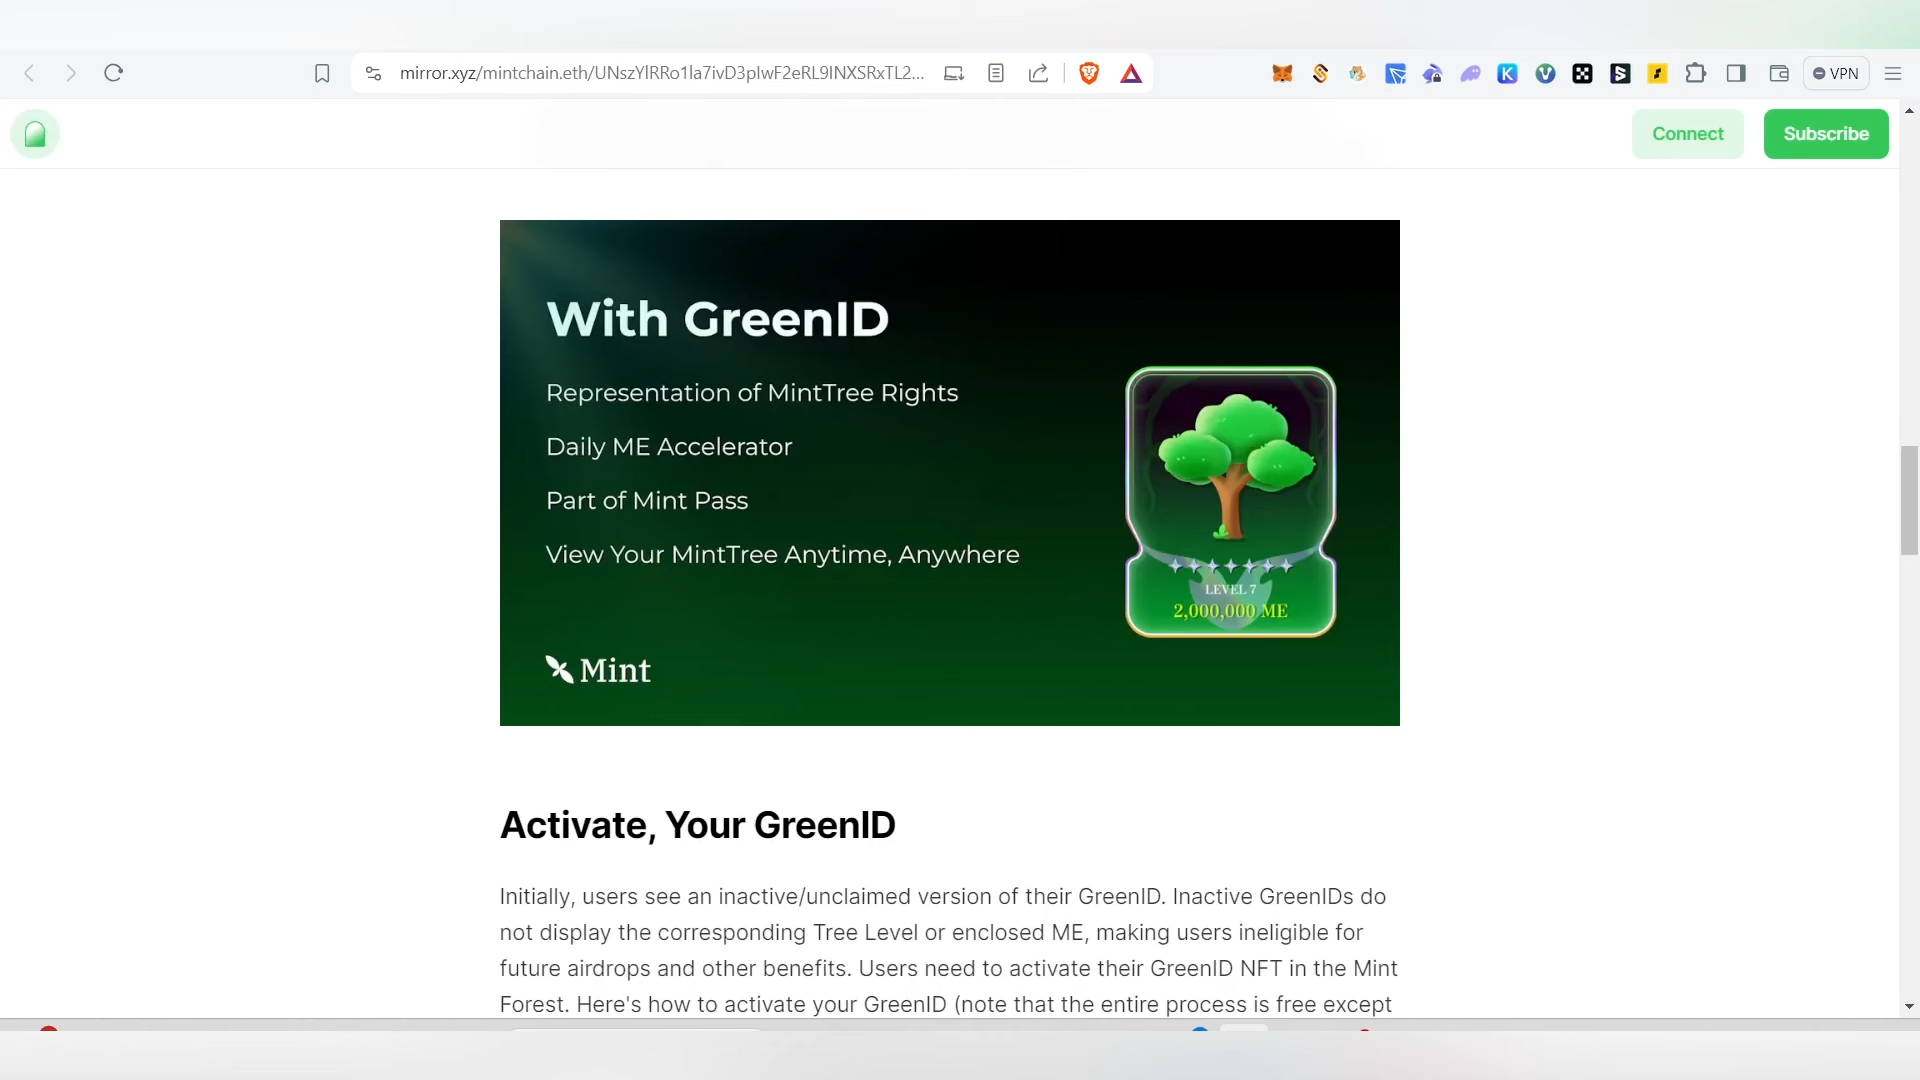 mirror.xyz/mintchain.eth/UNszYlRRo1la7ivD3pIwF2eRL9INXSRxTL2...
VPN
Connect
Subscribe
With GreenID
Representation of MintTree Rights
Daily ME Accelerator
Part of Mint Pass
View Your MintTree Anytime, Anywhere
LEVEL 7
2,000,000 ME
Mint
Activate, Your GreenID
Initially, users see an inactive/unclaimed version of their GreenID. Inactive GreenIDs do
not display the corresponding Tree Level or enclosed ME, making users ineligible for
future airdrops and other benefits. Users need to activate their GreenID NFT in the Mint
Forest. Here's how to activate your GreenID (note that the entire process is free except